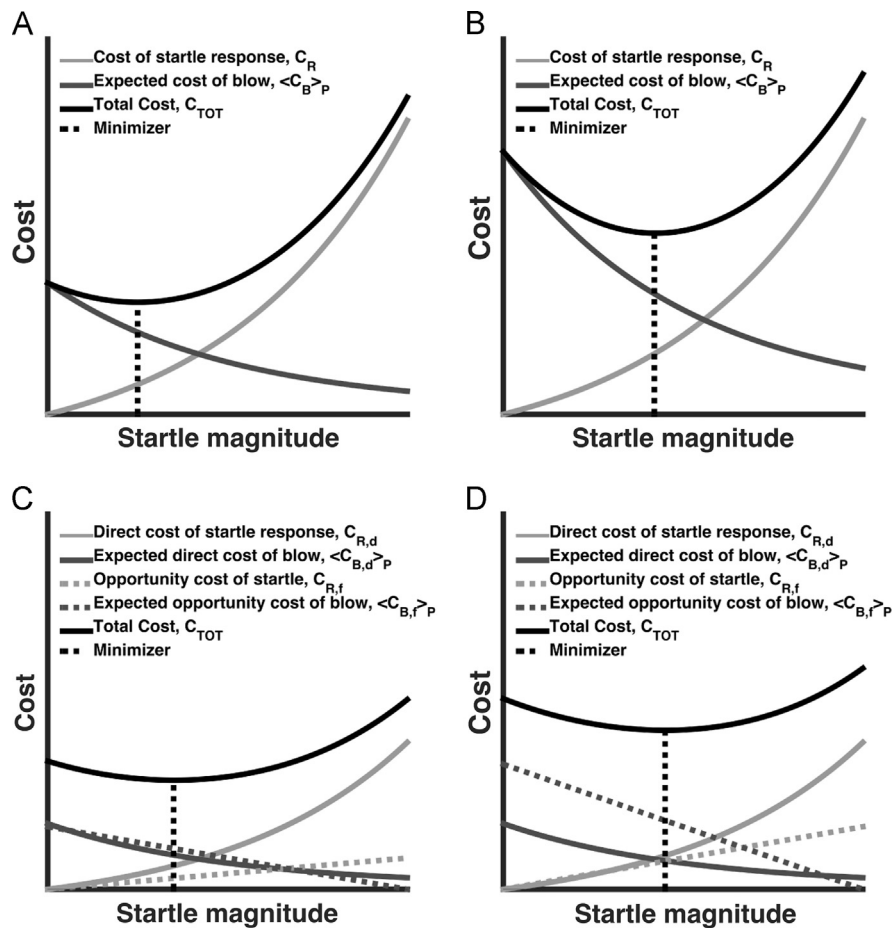 A
Cost of startle response, C_R
Expected cost of blow, <C_B>_P
Total Cost, C_TOT
Minimizer
Cost
Startle magnitude
B
Cost of startle response, C_R
Expected cost of blow, <C_B>_P
Total Cost, C_TOT
Minimizer
Cost
Startle magnitude
C
Direct cost of startle response, C_R,d
Expected direct cost of blow, <C_B,d>_P
Opportunity cost of startle, C_R,f
Expected opportunity cost of blow, <C_B,f>_P
Total Cost, C_TOT
Minimizer
Cost
Startle magnitude
D
Direct cost of startle response, C_R,d
Expected direct cost of blow, <C_B,d>_P
Opportunity cost of startle, C_R,f
Expected opportunity cost of blow, <C_B,f>_P
Total Cost, C_TOT
Minimizer
Cost
Startle magnitude